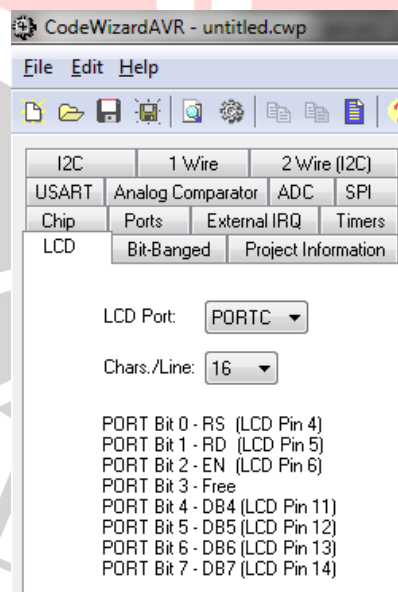 CodeWizardAVR - untitled.cwp
File Edit Help
I2C 1 Wire 2 Wire (I2C)
USART Analog Comparator ADC SPI
Chip Ports External IRQ Timers
LCD Bit-Banged Project Information
LCD Port: PORTC
Chars./Line: 16
PORT Bit 0 - RS (LCD Pin 4)
PORT Bit 1 - RD (LCD Pin 5)
PORT Bit 2 - EN (LCD Pin 6)
PORT Bit 3 - Free
PORT Bit 4 - DB4 (LCD Pin 11)
PORT Bit 5 - DB5 (LCD Pin 12)
PORT Bit 6 - DB6 (LCD Pin 13)
PORT Bit 7 - DB7 (LCD Pin 14)